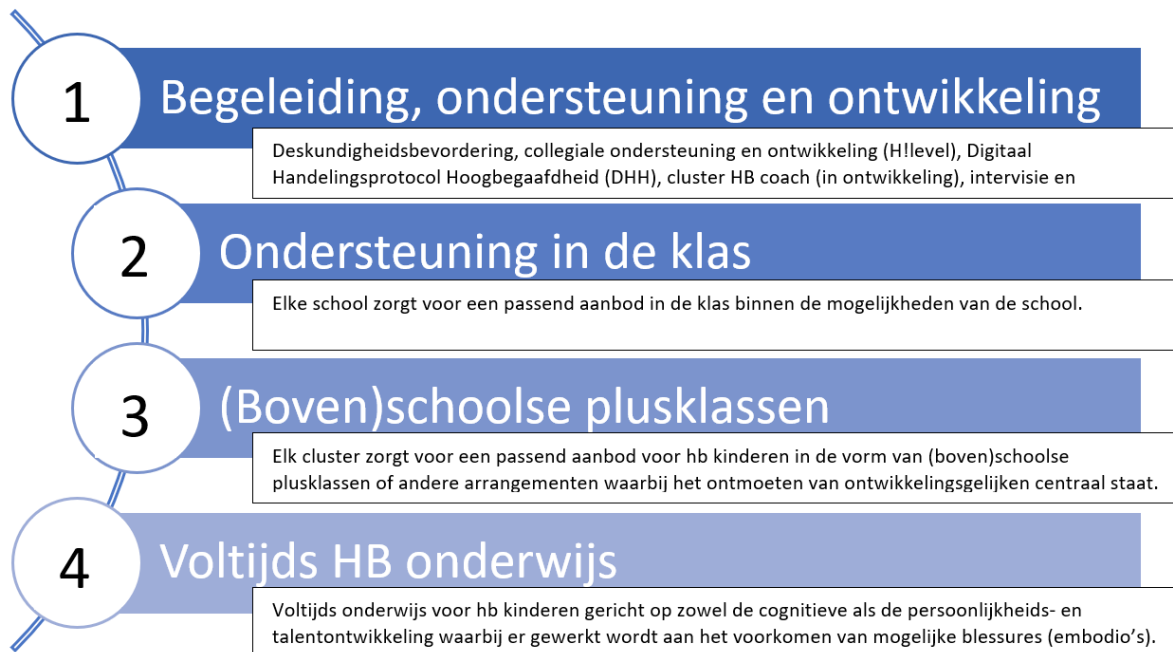 1
Begeleiding, ondersteuning en ontwikkeling
Deskundigheidsbevordering, collegiale ondersteuning en ontwikkeling (H!level), Digitaal
Handelingsprotocol Hoogbegaafdheid (DHH), cluster HB coach (in ontwikkeling), intervisie en
2
Ondersteuning in de klas
Elke school zorgt voor een passend aanbod in de klas binnen de mogelijkheden van de school.
3
(Boven)schoolse plusklassen
Elk cluster zorgt voor een passend aanbod voor hb kinderen in de vorm van (boven)schoolse
plusklassen of andere arrangementen waarbij het ontmoeten van ontwikkelingsgelijken centraal staat.
4
Voltijds HB onderwijs
Voltijds onderwijs voor hb kinderen gericht op zowel de cognitieve als de persoonlijkheids- en
talentontwikkeling waarbij er gewerkt wordt aan het voorkomen van mogelijke blessures (embodio’s).